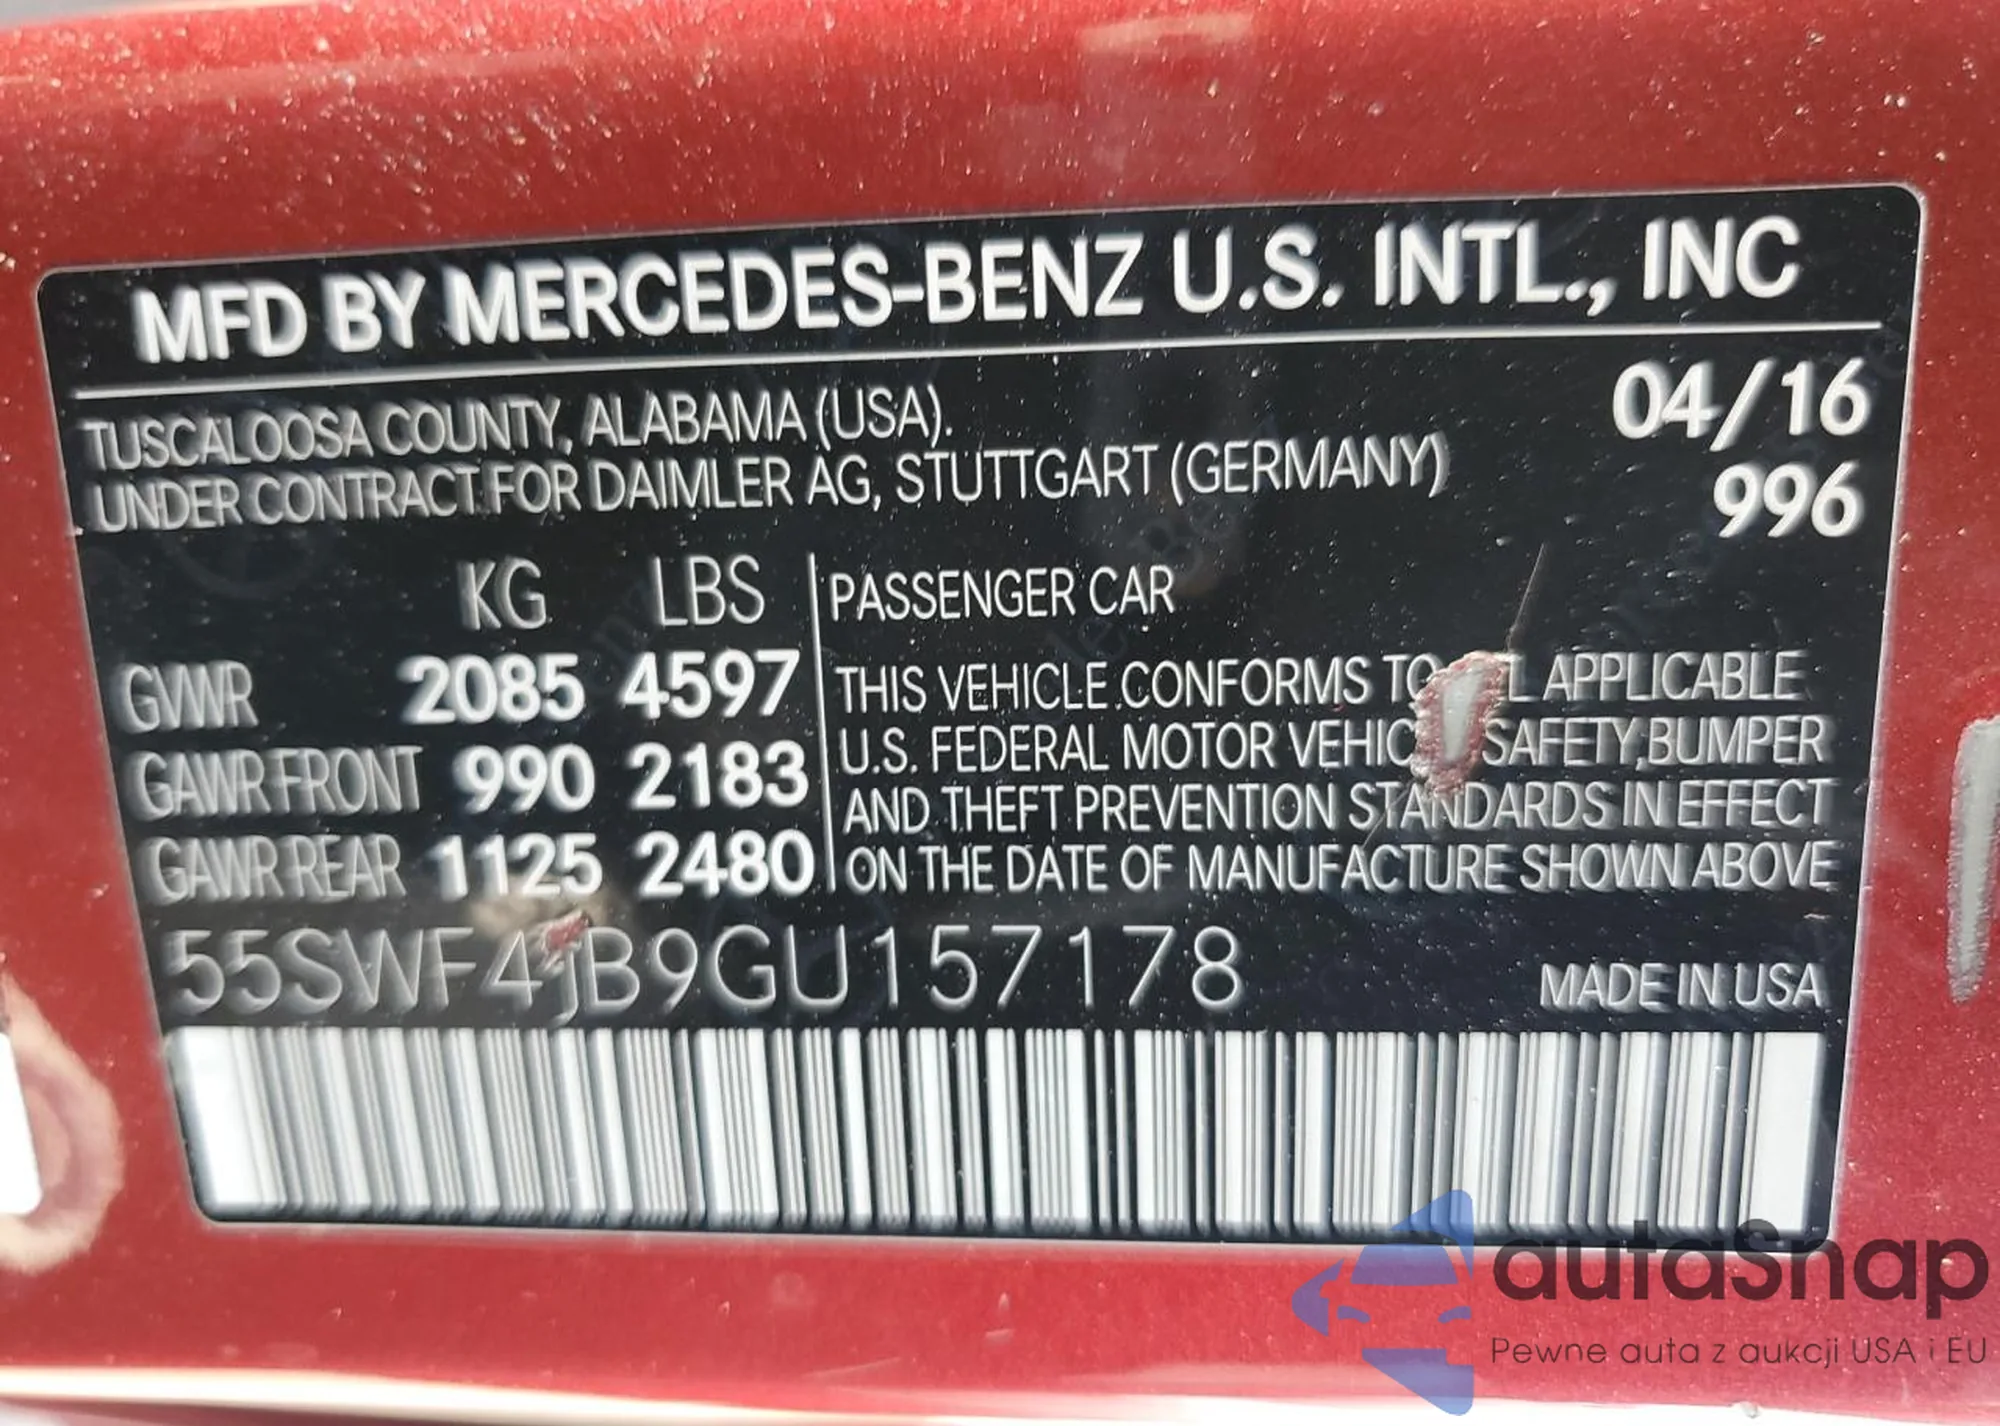 MFD BY MERCEDES-BENZ U.S. INTL., INC
TUSCALOOSA COUNTY, ALABAMA (USA).
UNDER CONTRACT FOR DAIMLER AG, STUTTGART (GERMANY)
04/16
996
KG LBS
GVWR 2085 4597
GAWR FRONT 990 2183
GAWR REAR 1125 2480
PASSENGER CAR
THIS VEHICLE CONFORMS TO APPLICABLE
U.S. FEDERAL MOTOR SAFETY, BUMPER
AND THEFT PREVENTION STANDARDS IN EFFECT
ON THE DATE OF MANUFACTURE SHOWN ABOVE
55SWF4JB9GU157178
MADE IN USA
autasnap
Pewne auta z aukcji USA i EU